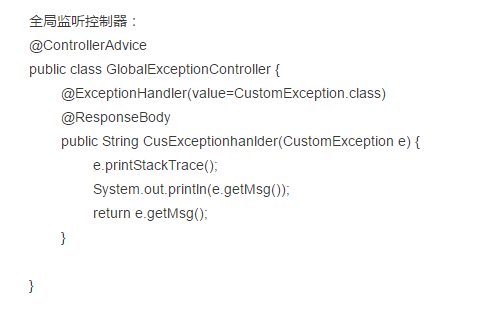 全局监听控制器：
@ControllerAdvice
public class GlobalExceptionController {
@ExceptionHandler(value=CustomException.class)
@ResponseBody
public String CusExceptionhanlder(CustomException e) {
e.printStackTrace();
System.out.println(e.getMsg());
return e.getMsg();
}
}